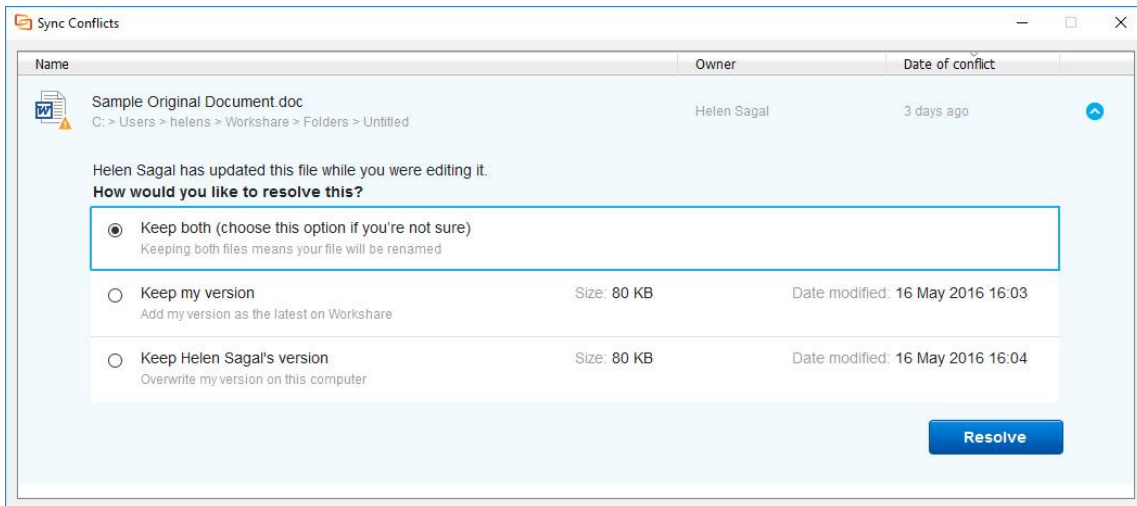 Sync Conflicts
Name Owner Date of conflict
Sample Original Document.doc
C: > Users > helens > Workshare > Folders > Untitled
Helen Sagal 3 days ago
Helen Sagal has updated this file while you were editing it.
How would you like to resolve this?
Keep both (choose this option if you're not sure)
Keeping both files means your file will be renamed
Keep my version Size: 80 KB Date modified: 16 May 2016 16:03
Add my version as the latest on Workshare
Keep Helen Sagal's version Size: 80 KB Date modified: 16 May 2016 16:04
Overwrite my version on this computer
Resolve